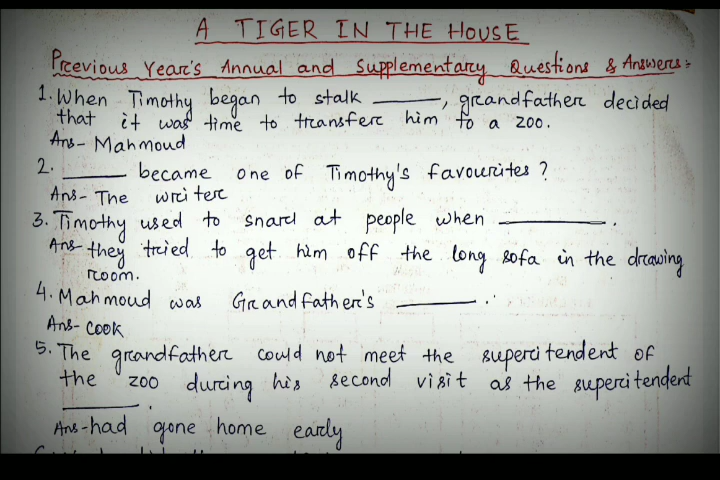 A TIGER IN THE HOUSE
Previous Year's Annual and Supplementary Questions & Answers:-
1. When Timothy began to stalk ______, grandfather decided
that it was time to transfer him to a zoo.
Ans- Mahmoud
2. ______ became one of Timothy's favourites?
Ans- The writer
3. Timothy used to snarl at people when ______.
Ans- they tried to get him off the long sofa in the drawing
room.
4. Mahmoud was Grandfather's ______.
Ans- cook
5. The grandfather could not meet the superitendent of
the zoo during his second visit as the superitendent
______.
Ans- had gone home early